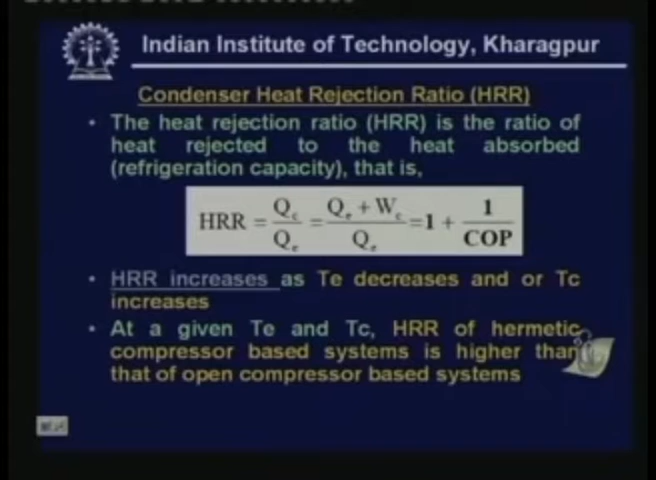 Indian Institute of Technology, Kharagpur
Condenser Heat Rejection Ratio (HRR)
• The heat rejection ratio (HRR) is the ratio of
heat rejected to the heat absorbed
(refrigeration capacity), that is,
HRR = Qc/Qe = (Qe + Wc)/Qe = 1 + 1/COP
• HRR increases as Te decreases and or Tc
increases
• At a given Te and Tc, HRR of hermetic
compressor based systems is higher than
that of open compressor based systems